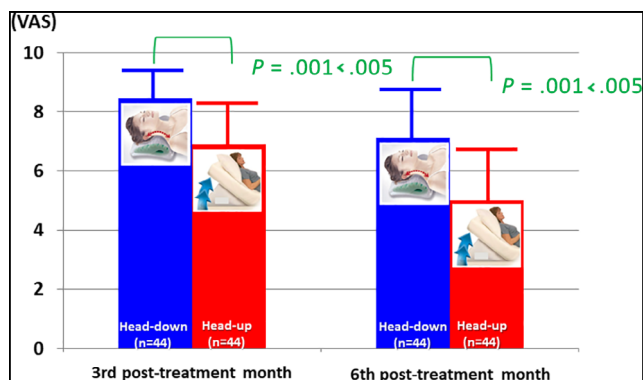 (VAS)
10
8
6
4
2
0
P = .001<.005
P = .001<.005
Head-down
(n=44)
Head-up
(n=44)
Head-down
(n=44)
Head-up
(n=44)
3rd post-treatment month
6th post-treatment month